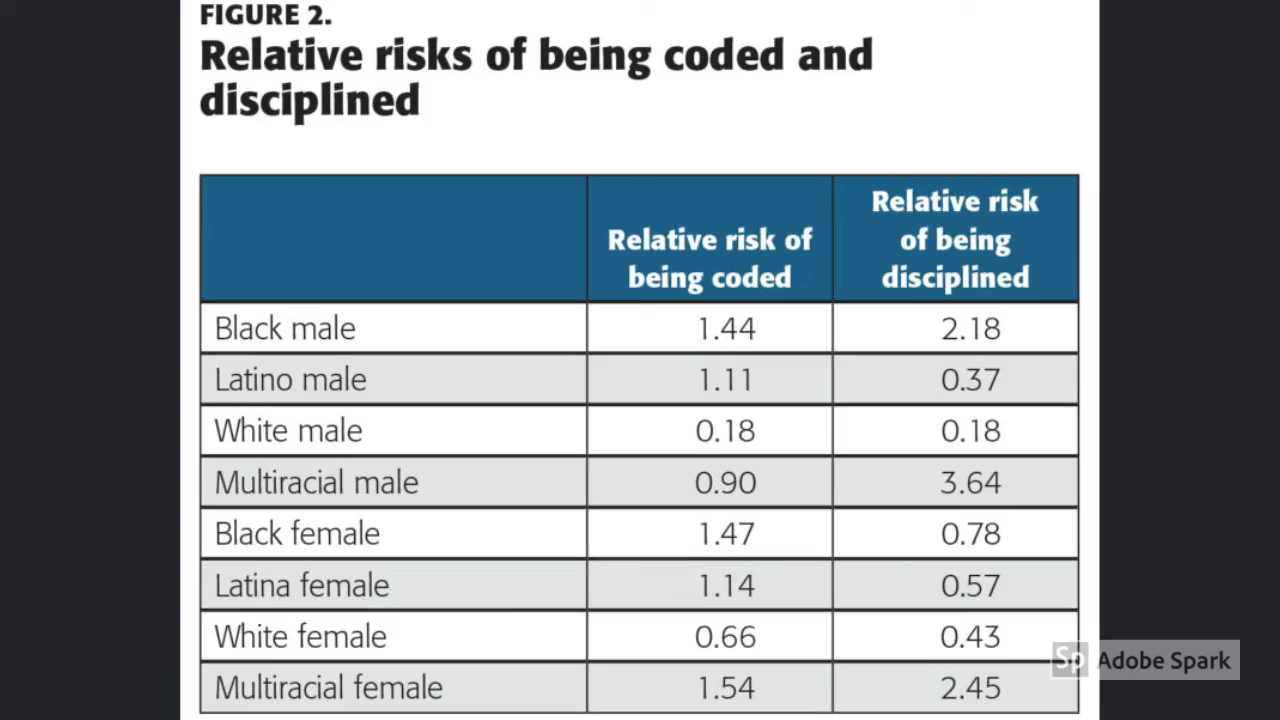 FIGURE 2.
Relative risks of being coded and
disciplined
Relative risk of
being coded
Relative risk
of being
disciplined
Black male 1.44 2.18
Latino male 1.11 0.37
White male 0.18 0.18
Multiracial male 0.90 3.64
Black female 1.47 0.78
Latina female 1.14 0.57
White female 0.66 0.43
Multiracial female 1.54 2.45
Sp Adobe Spark